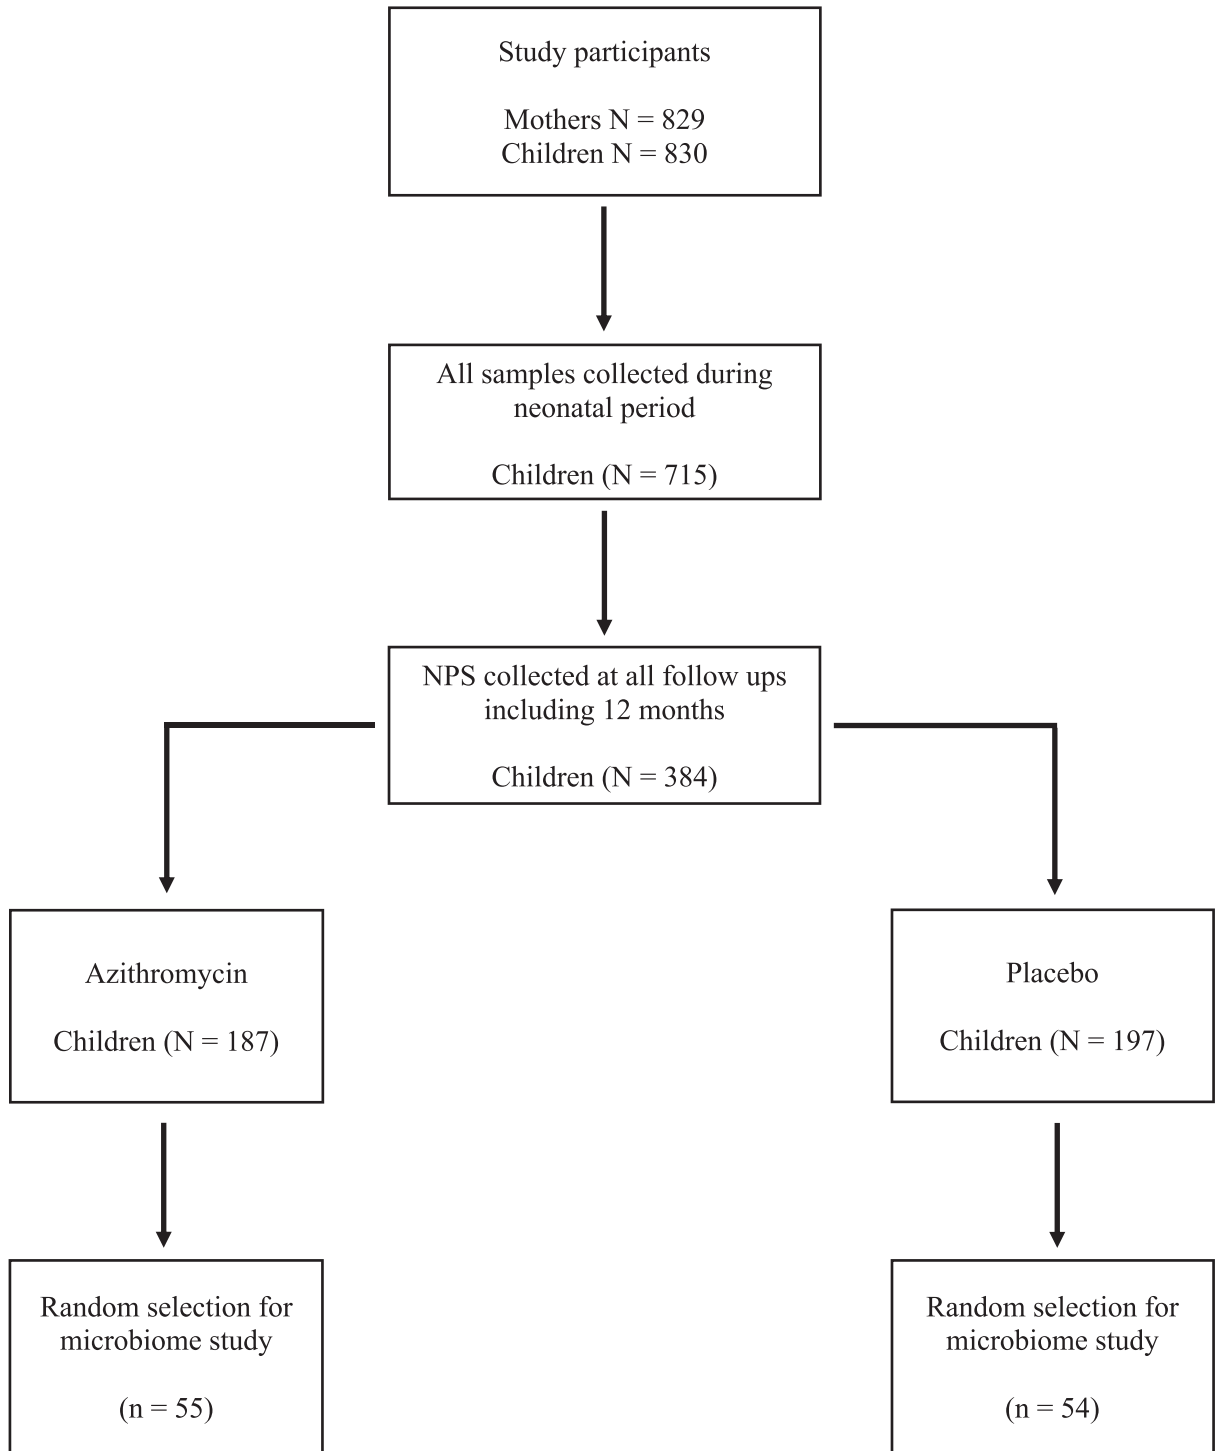 Study participants
Mothers N = 829
Children N = 830
All samples collected during
neonatal period
Children (N = 715)
NPS collected at all follow ups
including 12 months
Children (N = 384)
Azithromycin
Children (N = 187)
Placebo
Children (N = 197)
Random selection for
microbiome study
(n = 55)
Random selection for
microbiome study
(n = 54)